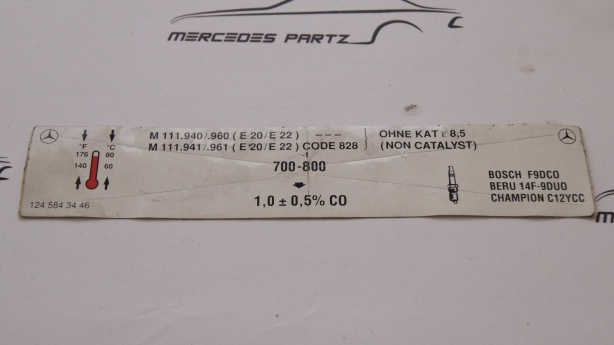 MERCEDES PARTZ
M 111.940/.960 ( E 20/E 22 ) ---
M 111.941/.961 ( E 20/E 22 ) CODE 828
OHNE KAT ε 8,5
(NON CATALYST)
°F °C
176 80
140 60
700-800
1,0 ± 0,5% CO
BOSCH F9DCO
BERU 14F-9DUO
CHAMPION C12YCC
124 584 34 46